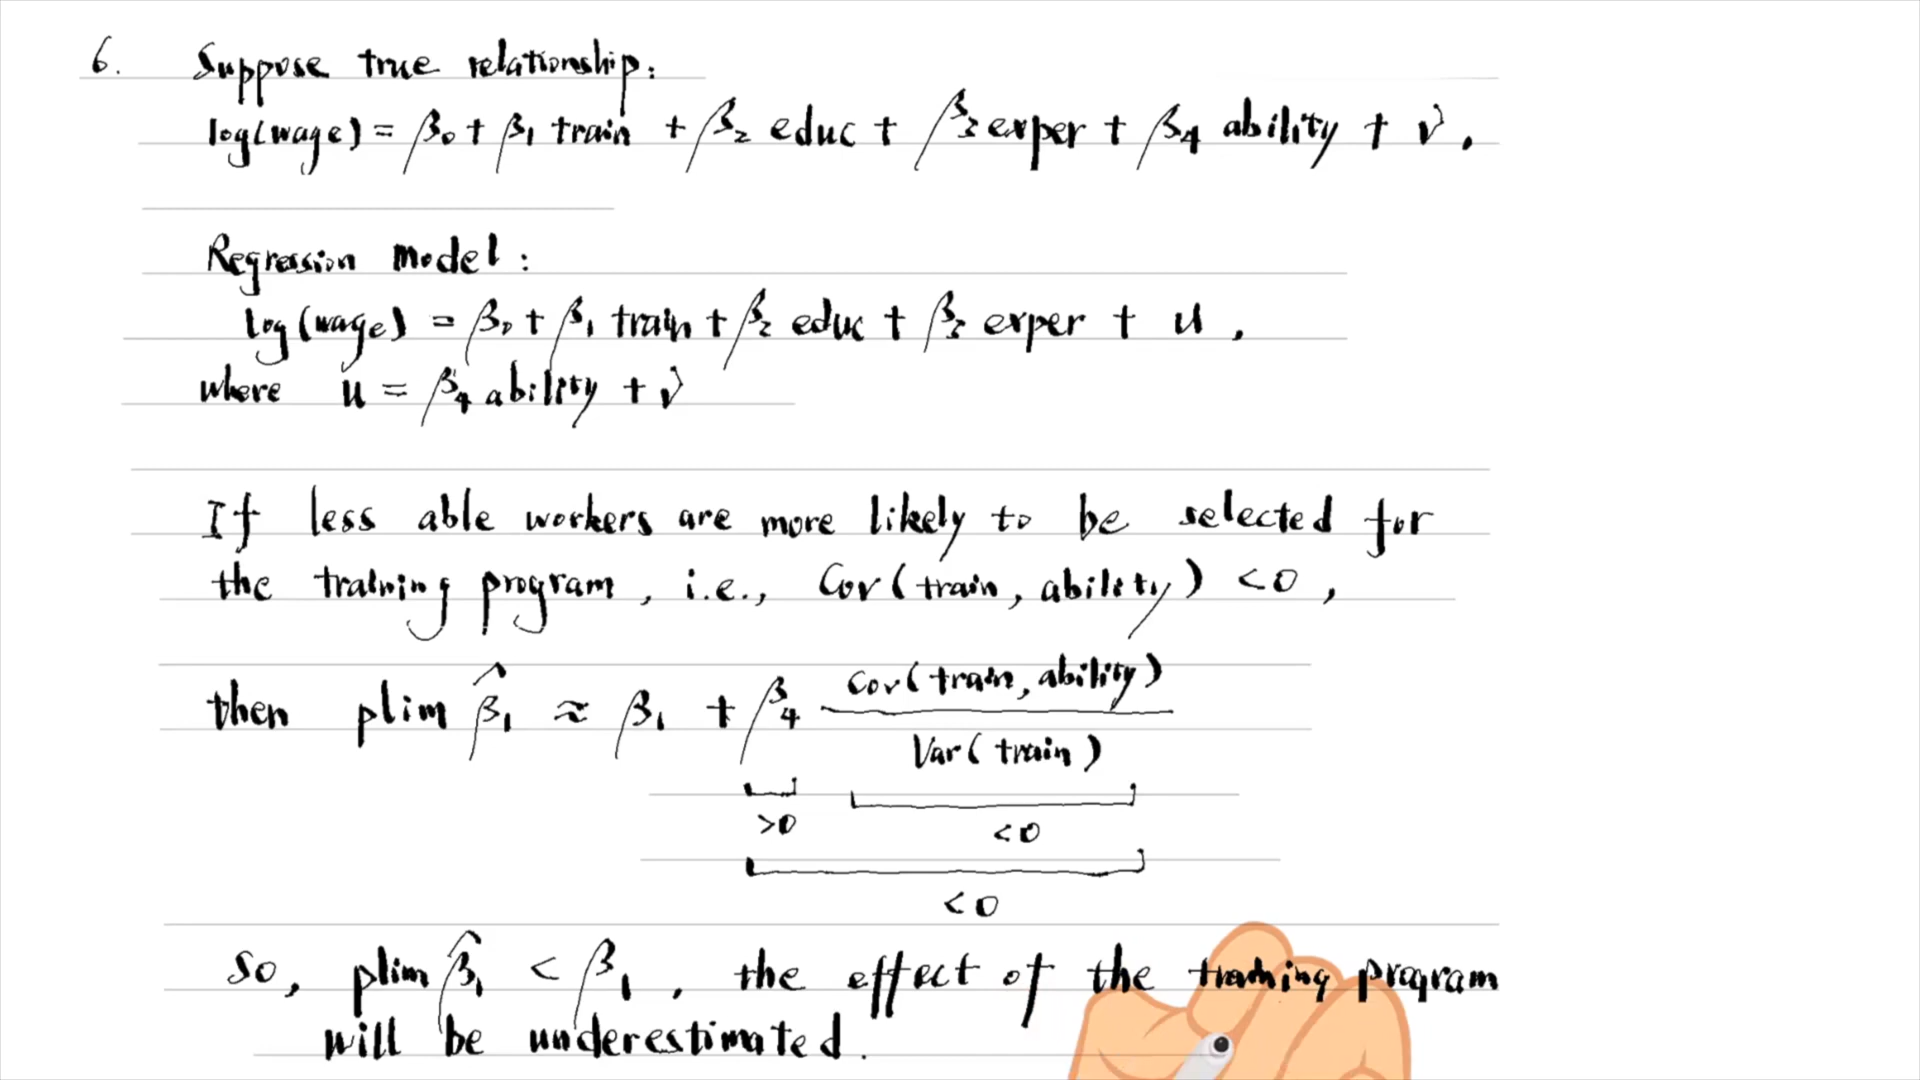 6. Suppose true relationship:
log(wage) = β₀ + β₁ train + β₂ educ + β₃ exper + β₄ ability + v.
Regression Model:
log(wage) = β₀ + β₁ train + β₂ educ + β₃ exper + u,
where u = β₄ ability + v
If less able workers are more likely to be selected for
the training program, i.e., Cov(train, ability) < 0,
then plim β̂₁ ≈ β₁ + β₄ Cov(train, ability) / Var(train)
>0 <0
<0
So, plim β̂₁ < β₁, the effect of the training program
will be underestimated.